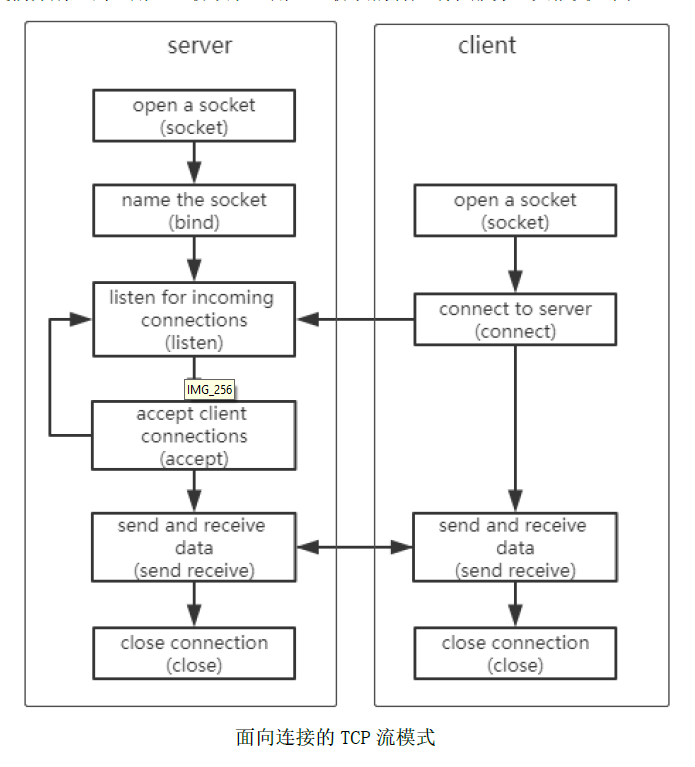 server
open a socket
(socket)
name the socket
(bind)
listen for incoming
connections
(listen)
IMG_256
accept client
connections
(accept)
send and receive
data
(send receive)
close connection
(close)
client
open a socket
(socket)
connect to server
(connect)
send and receive
data
(send receive)
close connection
(close)
面向连接的 TCP 流模式